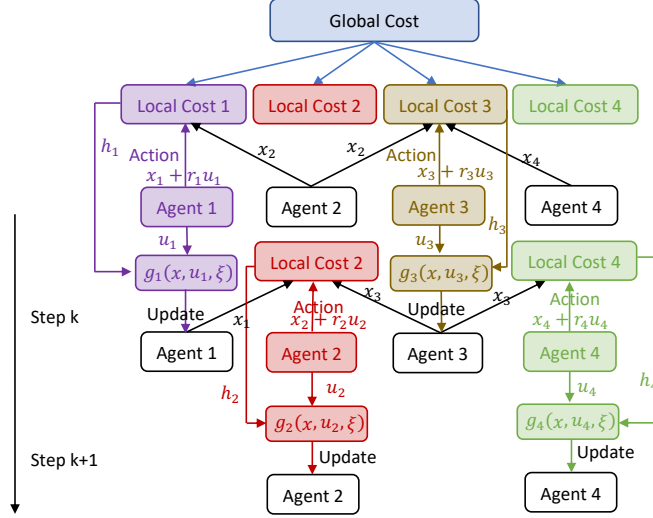 Global Cost
Local Cost 1
Local Cost 2
Local Cost 3
Local Cost 4
h₁
Action
x₂
x₂
Action
x₄
x₁ + r₁u₁
x₃ + r₃u₃
Agent 1
Agent 2
Agent 3
Agent 4
h₃
u₁
u₃
g₁(x, u₁, ξ)
Local Cost 2
g₃(x, u₃, ξ)
Local Cost 4
Step k
Update
x₁
Action
x₃
Update
x₃
Action
x₂ + r₂u₂
x₄ + r₄u₄
Agent 1
Agent 2
Agent 3
Agent 4
h₂
u₂
u₄
h
g₂(x, u₂, ξ)
g₄(x, u₄, ξ)
Step k+1
Update
Update
Agent 2
Agent 4